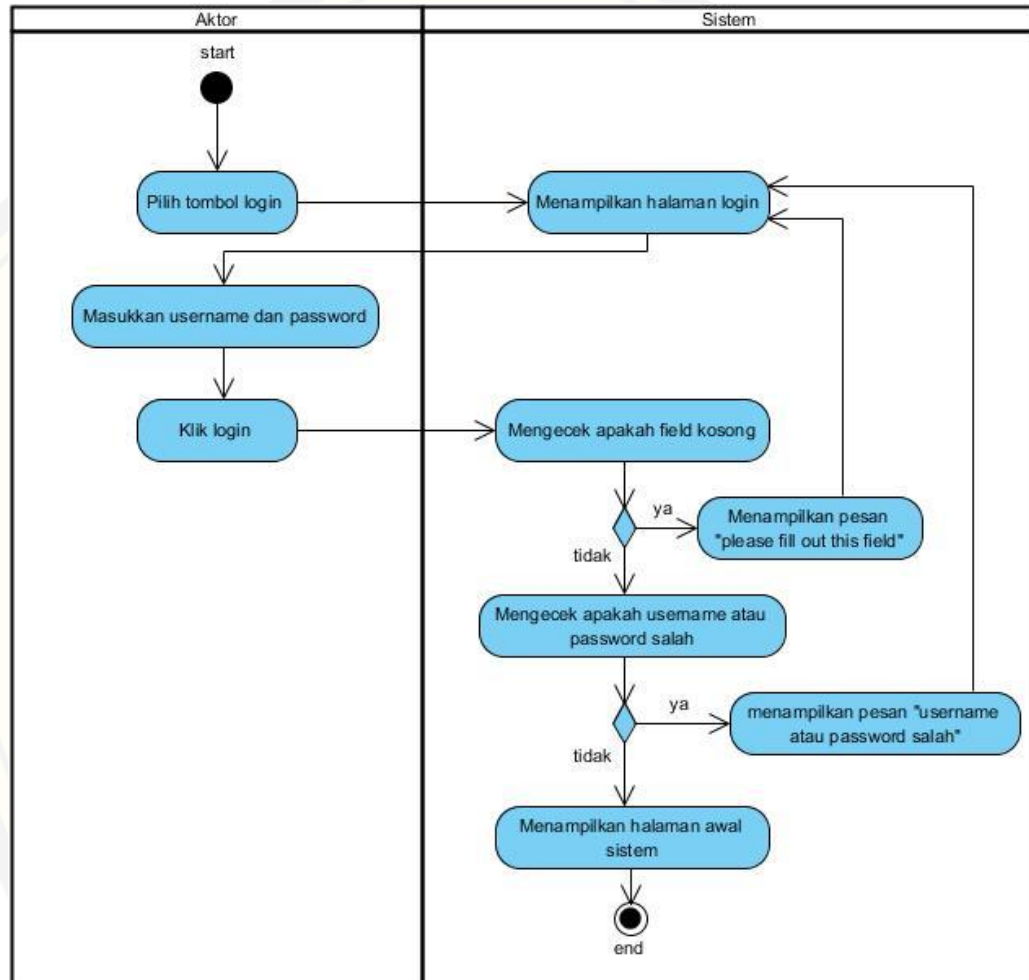 Aktor
Sistem
start
Pilih tombol login
Menampilkan halaman login
Masukkan username dan password
Klik login
Mengecek apakah field kosong
ya
Menampilkan pesan
"please fill out this field"
tidak
Mengecek apakah username atau
password salah
ya
menampilkan pesan "username
atau password salah"
tidak
Menampilkan halaman awal
sistem
end